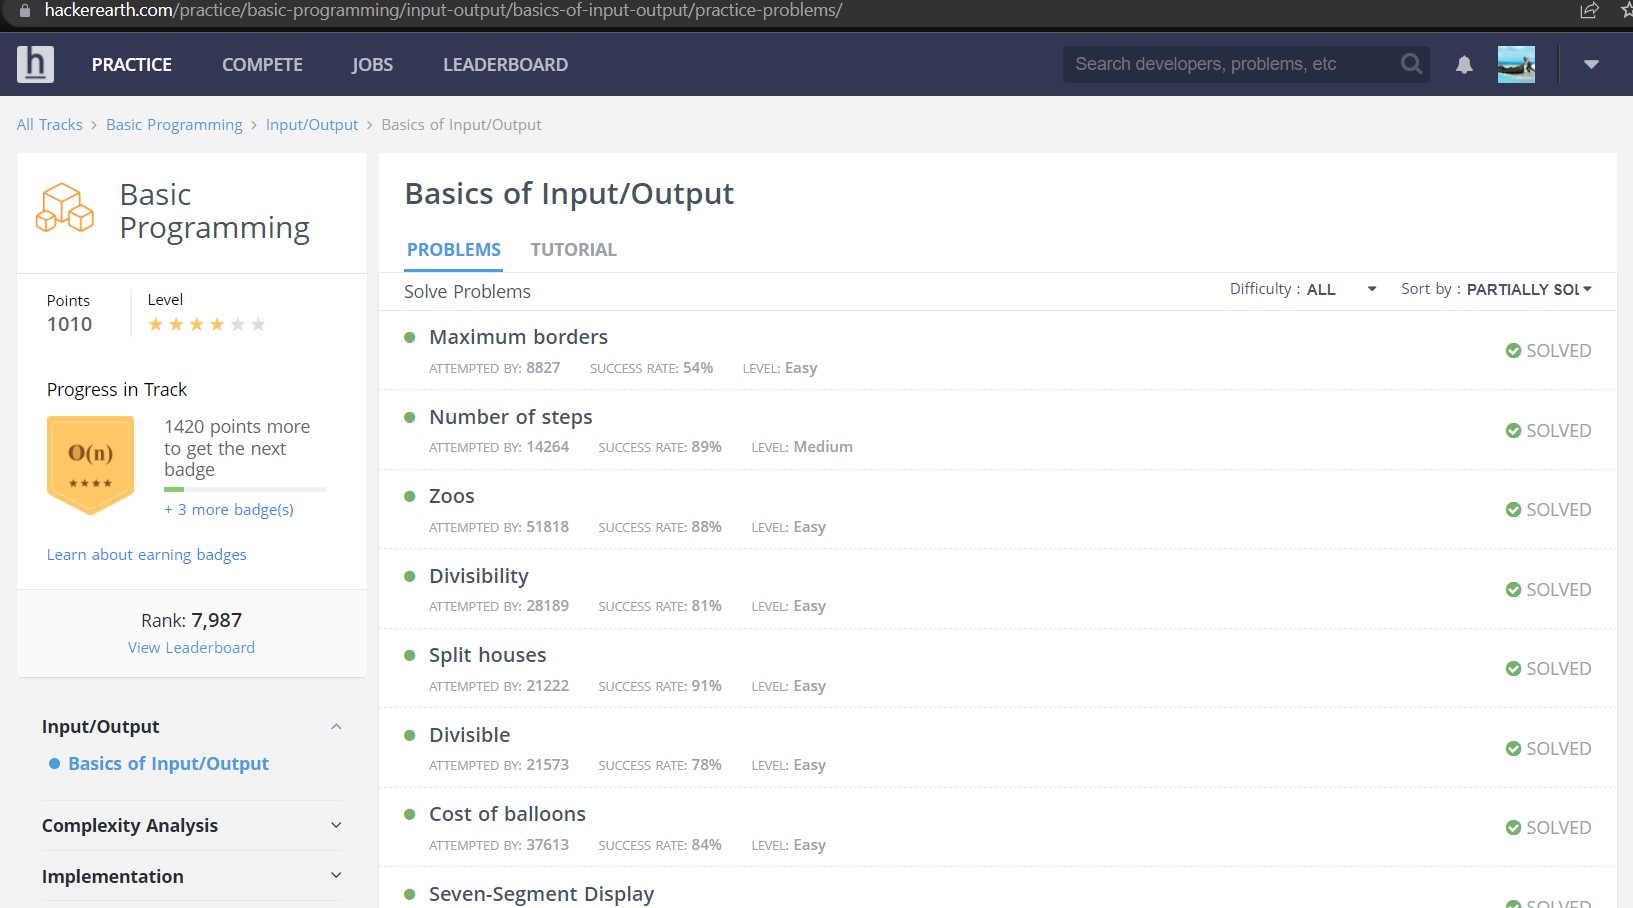 hackerearth.com/practice/basic-programming/input-output/basics-of-input-output/practice-problems/
h PRACTICE COMPETE JOBS LEADERBOARD Search developers, problems, etc
All Tracks > Basic Programming > Input/Output > Basics of Input/Output
Basic
Programming
Points
1010
Level
Progress in Track
O(n)
1420 points more
to get the next
badge
+ 3 more badge(s)
Learn about earning badges
Rank: 7,987
View Leaderboard
Input/Output
Basics of Input/Output
Complexity Analysis
Implementation
Basics of Input/Output
PROBLEMS TUTORIAL
Solve Problems Difficulty : ALL Sort by : PARTIALLY SOL
Maximum borders
ATTEMPTED BY: 8827 SUCCESS RATE: 54% LEVEL: Easy
SOLVED
Number of steps
ATTEMPTED BY: 14264 SUCCESS RATE: 89% LEVEL: Medium
SOLVED
Zoos
ATTEMPTED BY: 51818 SUCCESS RATE: 88% LEVEL: Easy
SOLVED
Divisibility
ATTEMPTED BY: 28189 SUCCESS RATE: 81% LEVEL: Easy
SOLVED
Split houses
ATTEMPTED BY: 21222 SUCCESS RATE: 91% LEVEL: Easy
SOLVED
Divisible
ATTEMPTED BY: 21573 SUCCESS RATE: 78% LEVEL: Easy
SOLVED
Cost of balloons
ATTEMPTED BY: 37613 SUCCESS RATE: 84% LEVEL: Easy
SOLVED
Seven-Segment Display
SOLVED